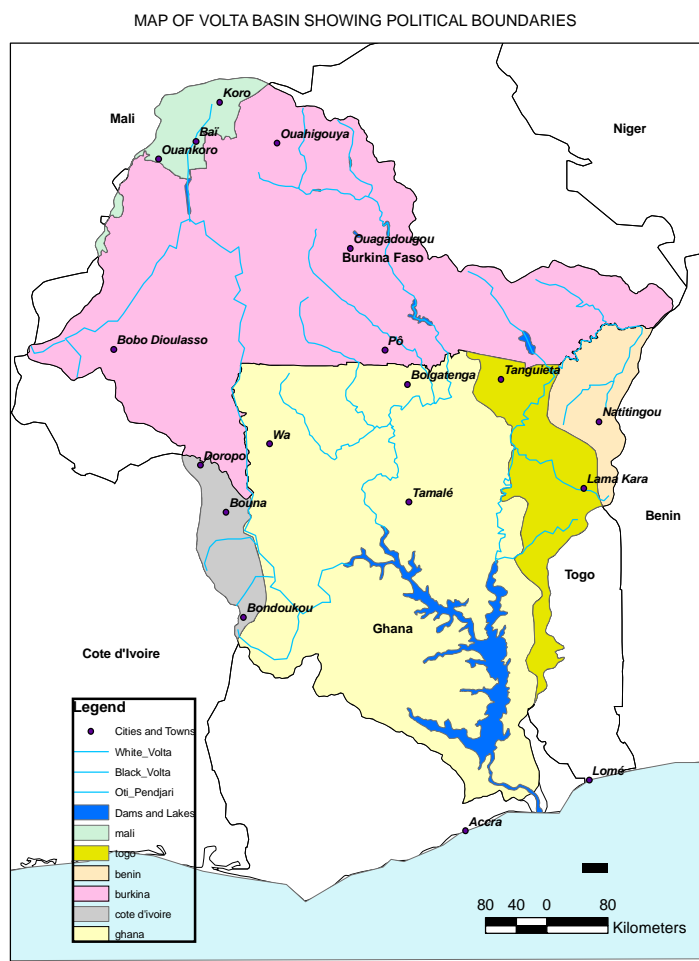 MAP OF VOLTA BASIN SHOWING POLITICAL BOUNDARIES
Koro
Mali
Niger
Baï
Ouahigouya
Ouankoro
Ouagadougou
Burkina Faso
Bobo Dioulasso
Pô
Bolgatenga
Tanguieta
Natitingou
Wa
Doropo
Lama Kara
Bouna
Tamalé
Benin
Togo
Bondoukou
Ghana
Cote d'Ivoire
Legend
Cities and Towns
White_Volta
Black_Volta
Oti_Pendjari
Dams and Lakes
mali
togo
benin
burkina
cote d'ivoire
ghana
Lomé
Accra
80 40 0 80
Kilometers